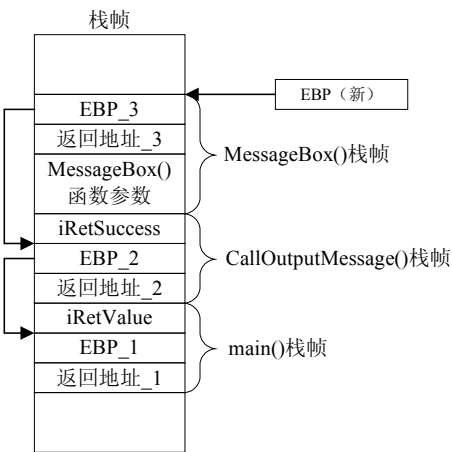 栈帧
EBP（新）
EBP_3
返回地址_3
MessageBox()
函数参数
MessageBox()栈帧
iRetSuccess
EBP_2
返回地址_2
CallOutputMessage()栈帧
iRetValue
EBP_1
返回地址_1
main()栈帧